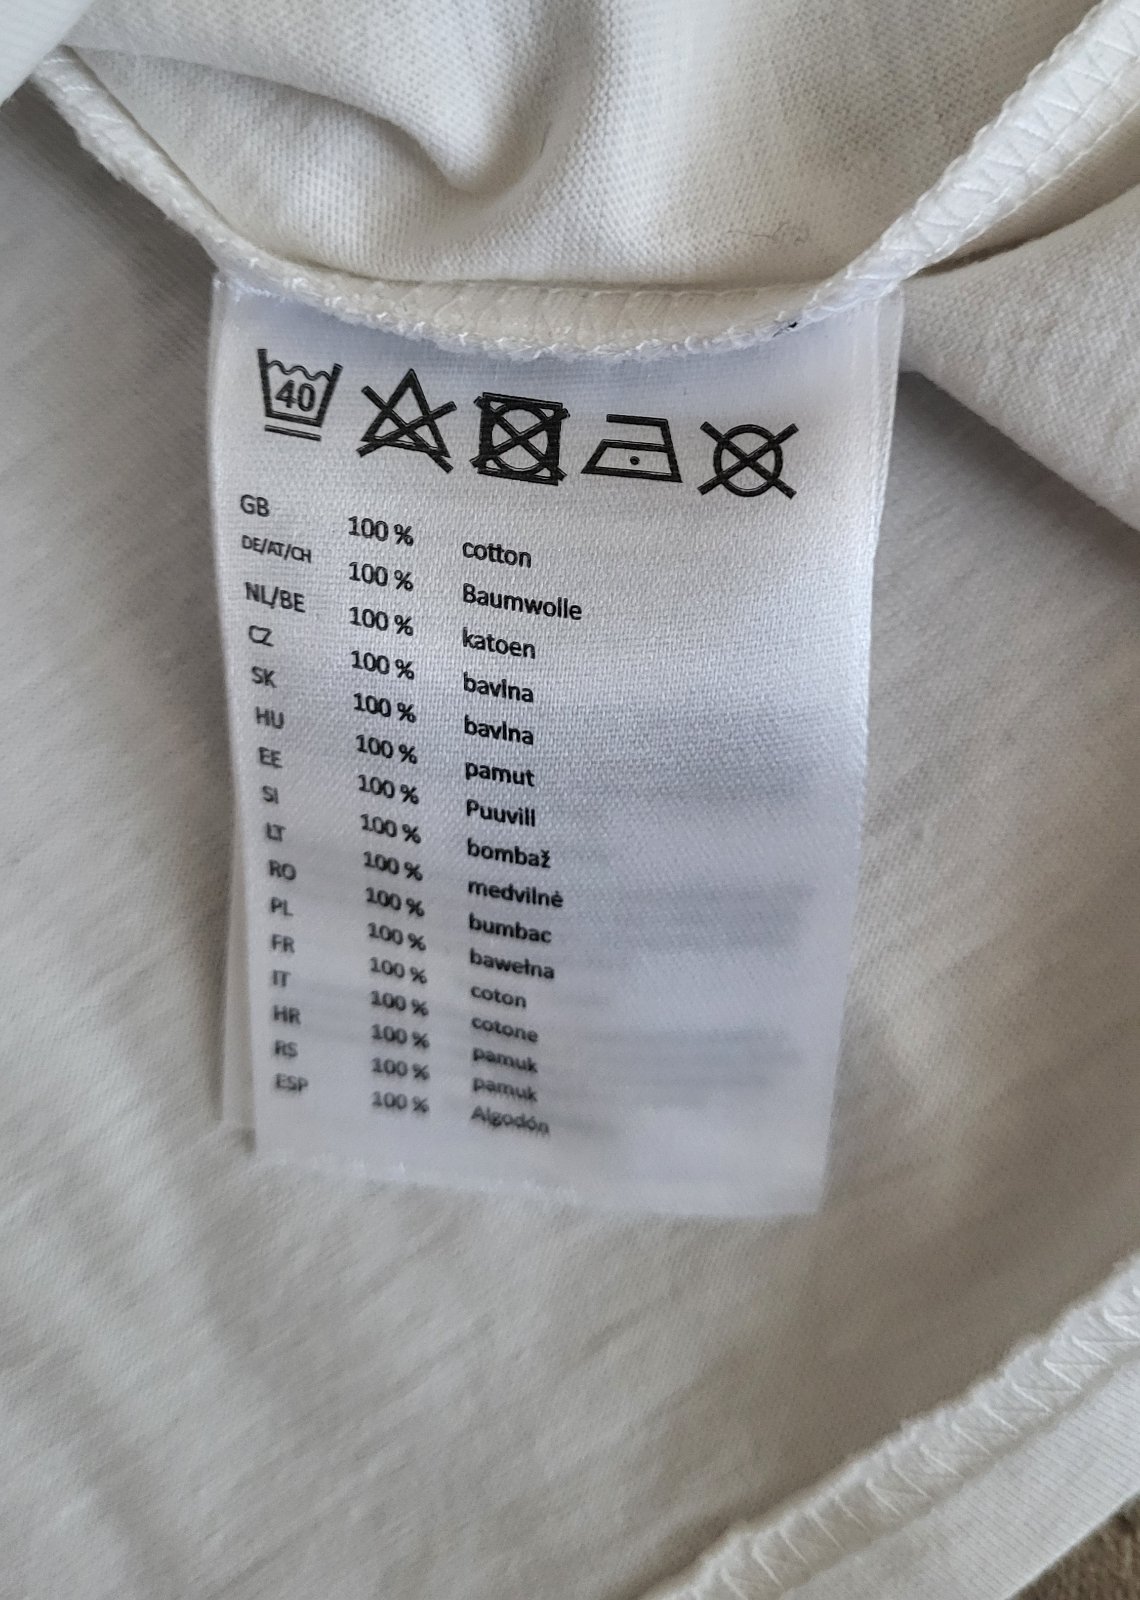 40
GB 100 % cotton
DE/AT/CH 100 % Baumwolle
NL/BE 100 % katoen
CZ 100 % bavlna
SK 100 % bavlna
HU 100 % pamut
EE 100 % Puuvill
SI 100 % bombaž
LT 100 % medvilnė
RO 100 % bumbac
PL 100 % bawełna
FR 100 % coton
IT 100 % cotone
HR 100 % pamuk
RS 100 % pamuk
ESP 100 % Algodón